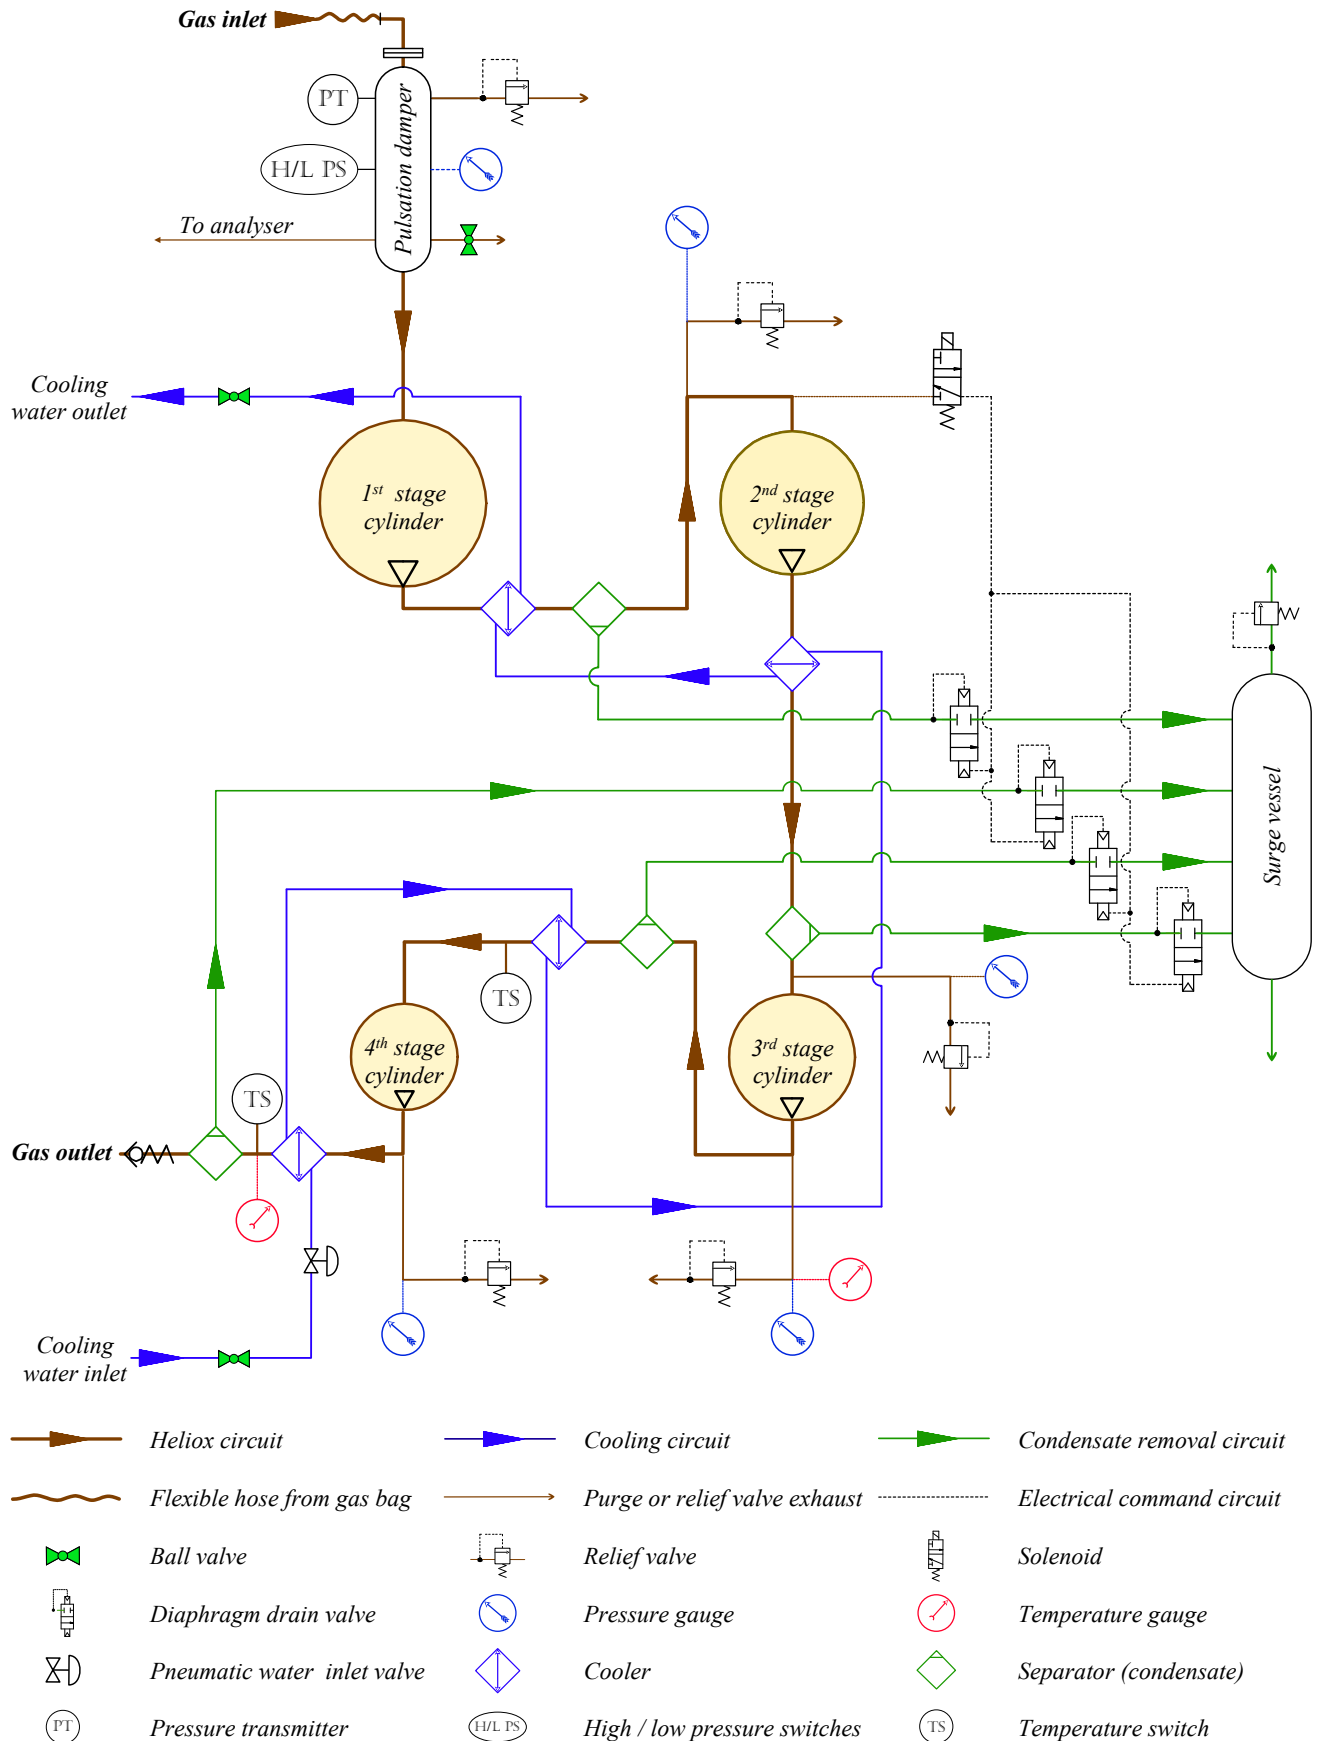 Gas inlet
PT
H/L PS
Pulsation damper
To analyser
Cooling
water outlet
1st stage
cylinder
2nd stage
cylinder
Surge vessel
TS
4th stage
cylinder
3rd stage
cylinder
TS
Gas outlet
Cooling
water inlet
Heliox circuit
Cooling circuit
Condensate removal circuit
Flexible hose from gas bag
Purge or relief valve exhaust
Electrical command circuit
Ball valve
Relief valve
Solenoid
Diaphragm drain valve
Pressure gauge
Temperature gauge
Pneumatic water inlet valve
Cooler
Separator (condensate)
PT
Pressure transmitter
H/L PS
High / low pressure switches
TS
Temperature switch